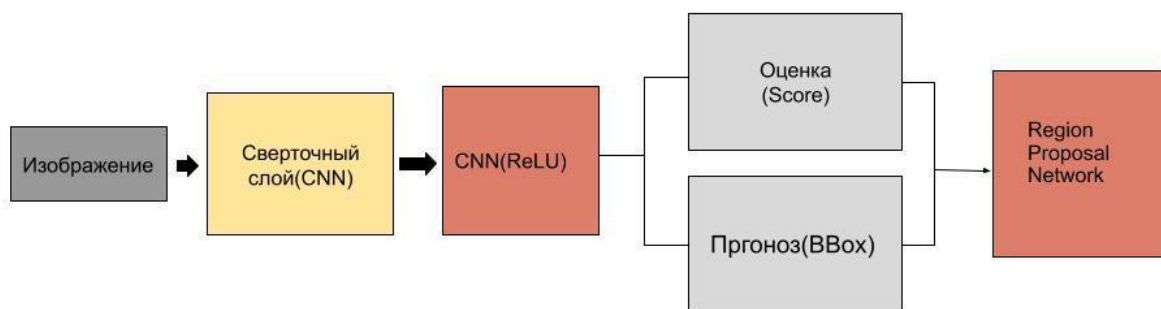 Изображение
Сверточный
слой(CNN)
CNN(ReLU)
Оценка
(Score)
Пргоноз(BBox)
Region
Proposal
Network